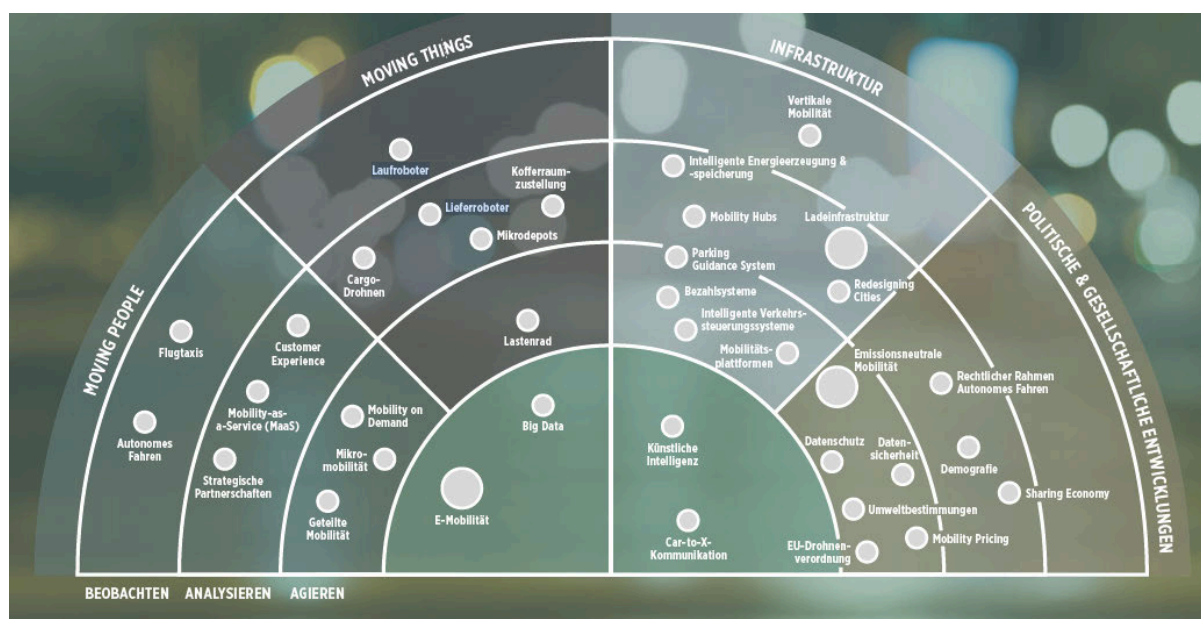 MOVING THINGS
INFRASTRUKTUR
MOVING PEOPLE
POLITISCHE & GESELLSCHAFTLICHE ENTWICKLUNGEN
Laufroboter
Kofferraum-
zustellung
Lieferroboter
Mikrodepots
Cargo-
Drohnen
Lastenrad
Vertikale
Mobilität
Intelligente Energieerzeugung &
-speicherung
Mobility Hubs
Ladeinfrastruktur
Parking
Guidance System
Bezahlsysteme
Redesigning
Cities
Intelligente Verkehrs-
steuerungssysteme
Mobilitäts-
plattformen
Flugtaxis
Customer
Experience
Mobility-as-
a-Service (MaaS)
Autonomes
Fahren
Strategische
Partnerschaften
Mobility on
Demand
Mikro-
mobilität
Geteilte
Mobilität
Big Data
E-Mobilität
Künstliche
Intelligenz
Car-to-X-
Kommunikation
Emissionsneutrale
Mobilität
Rechtlicher Rahmen
Autonomes Fahren
Datenschutz
Daten-
sicherheit
Demografie
Sharing Economy
Umweltbestimmungen
Mobility Pricing
EU-Drohnen-
verordnung
BEOBACHTEN
ANALYSIEREN
AGIEREN